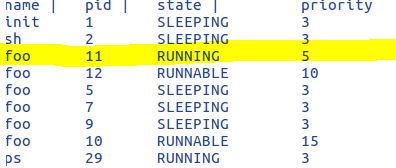 name | pid | state | priority
init 1 SLEEPING 3
sh 2 SLEEPING 3
foo 11 RUNNING 5
foo 12 RUNNABLE 10
foo 5 SLEEPING 3
foo 7 SLEEPING 3
foo 9 SLEEPING 3
foo 10 RUNNABLE 15
ps 29 RUNNING 3